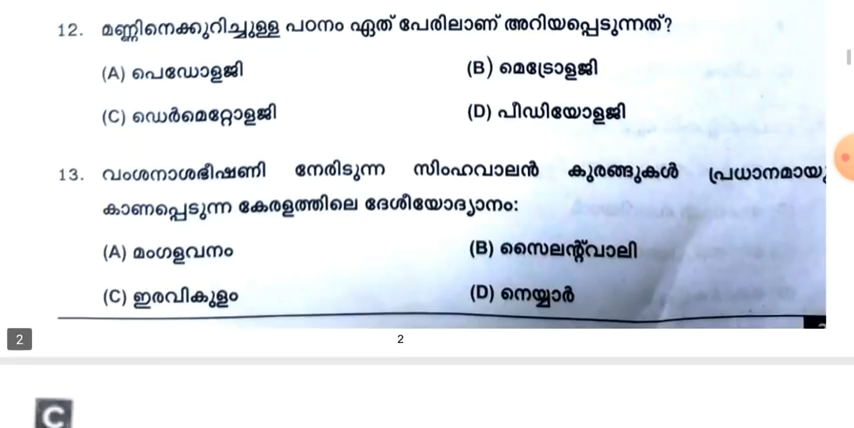 12. മണ്ണിനെക്കുറിച്ചുള്ള പഠനം ഏത് പേരിലാണ് അറിയപ്പെടുന്നത്?
(A) പെഡോളജി (B) മെട്രോളജി
(C) ഡെർമെറ്റോളജി (D) പീഡിയോളജി
13. വംശനാശഭീഷണി നേരിടുന്ന സിംഹവാലൻ കുരങ്ങുകൾ പ്രധാനമായു
കാണപ്പെടുന്ന കേരളത്തിലെ ദേശീയോദ്യാനം:
(A) മംഗളവനം (B) സൈലന്റ്‌വാലി
(C) ഇരവികുളം (D) നെയ്യാർ
2 2
C